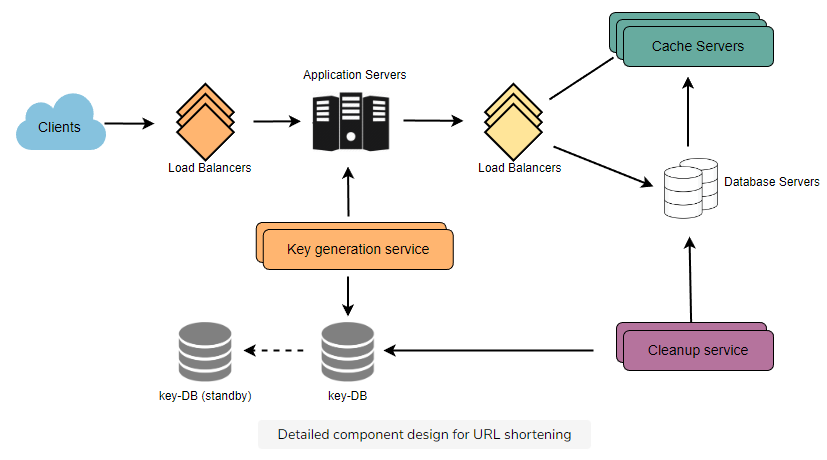 Cache Servers
Application Servers
Clients
Load Balancers
Load Balancers
Database Servers
Key generation service
Cleanup service
key-DB (standby)
key-DB
Detailed component design for URL shortening